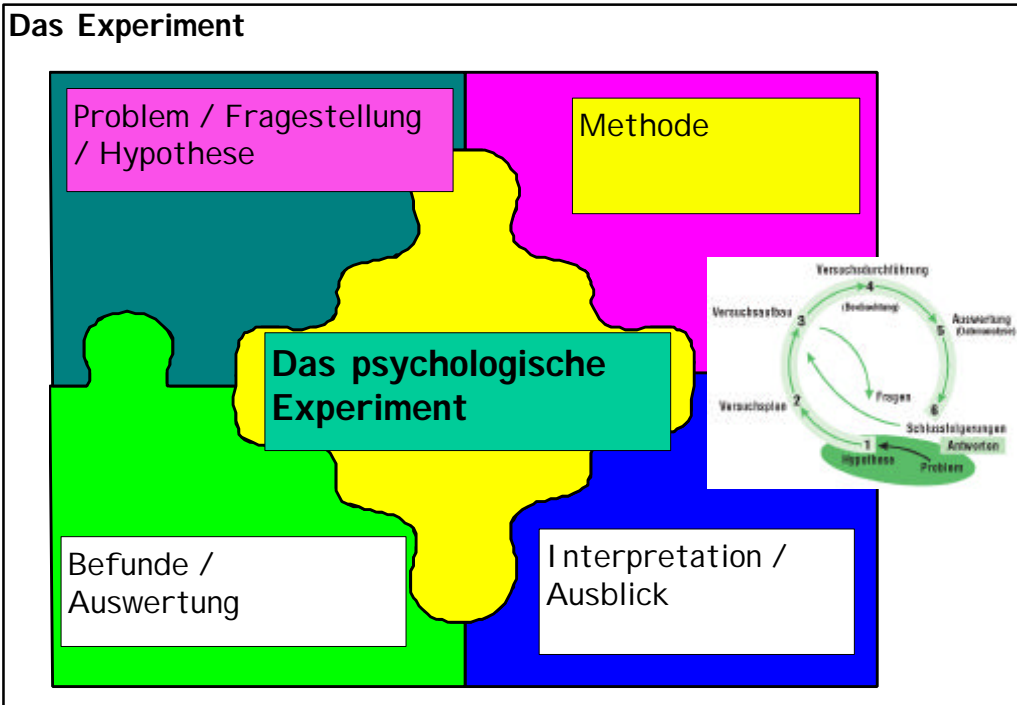 Das Experiment
Problem / Fragestellung
/ Hypothese
Methode
Das psychologische
Experiment
Befunde /
Auswertung
Interpretation /
Ausblick
Versuchsdurchführung
4
(Beobachtung)
Versuchsaufbau 3
5 Auswertung
(Datenanalyse)
Versuchsplan 2
Fragen
6
Schlussfolgerungen
1 Antworten
Hypothese
Problem